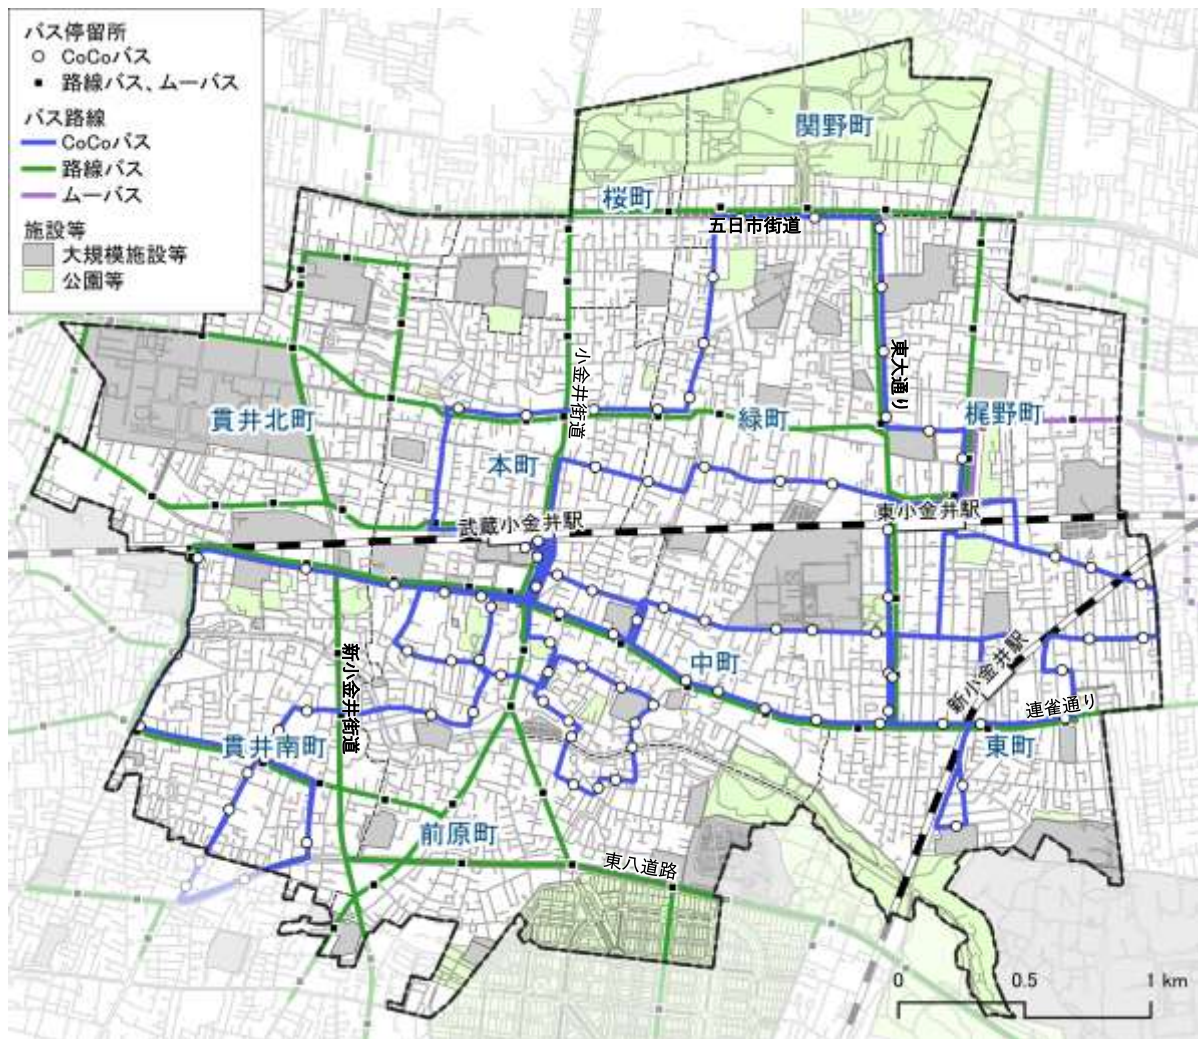 バス停留所
CoCoバス
路線バス、ムーバス
バス路線
CoCoバス
路線バス
ムーバス
施設等
大規模施設等
公園等
関野町
桜町
五日市街道
小金井街道
東大通り
貫井北町
緑町
梶野町
本町
武蔵小金井駅
東小金井駅
新小金井街道
中町
新小金井駅
連雀通り
貫井南町
東町
前原町
東八道路
0 0.5 1 km